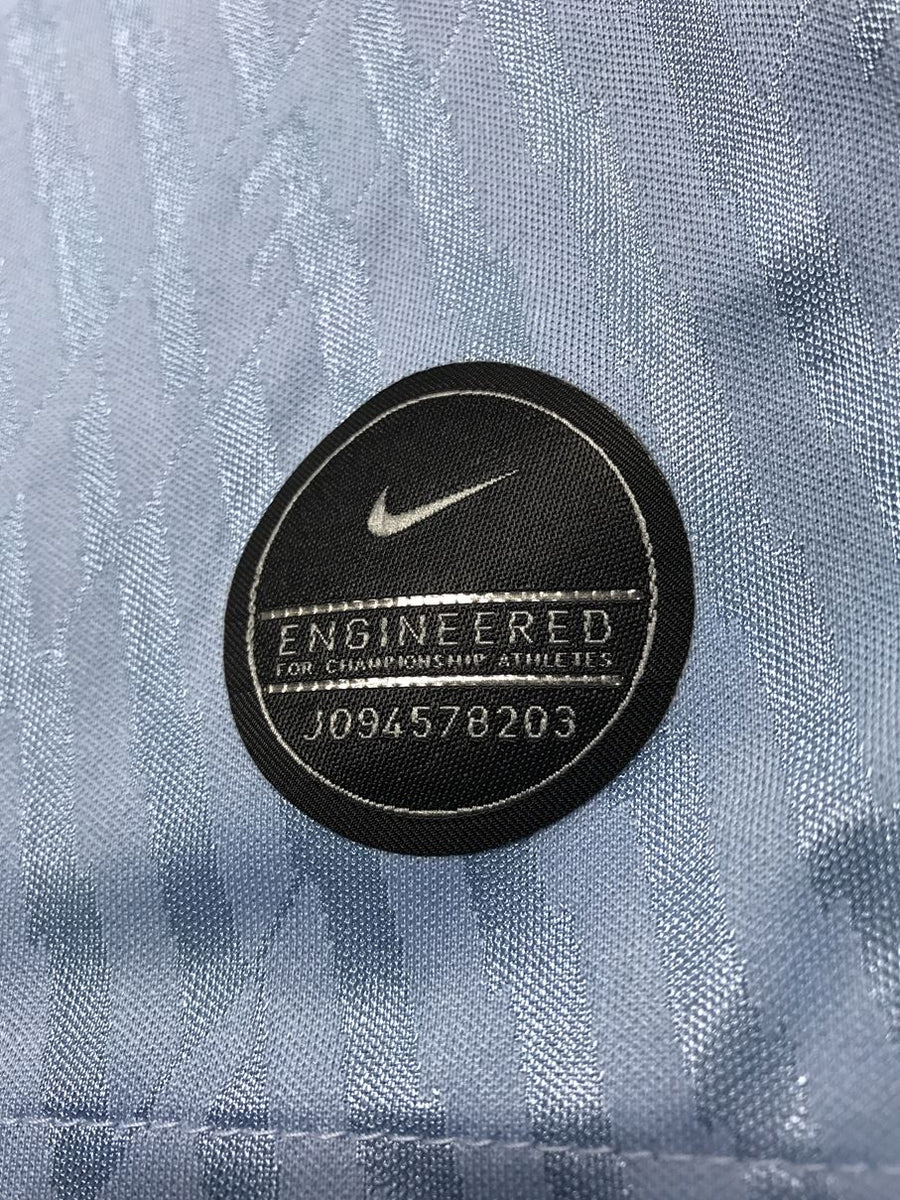 ENGINEERED
FOR CHAMPIONSHIP ATHLETES
J094578203